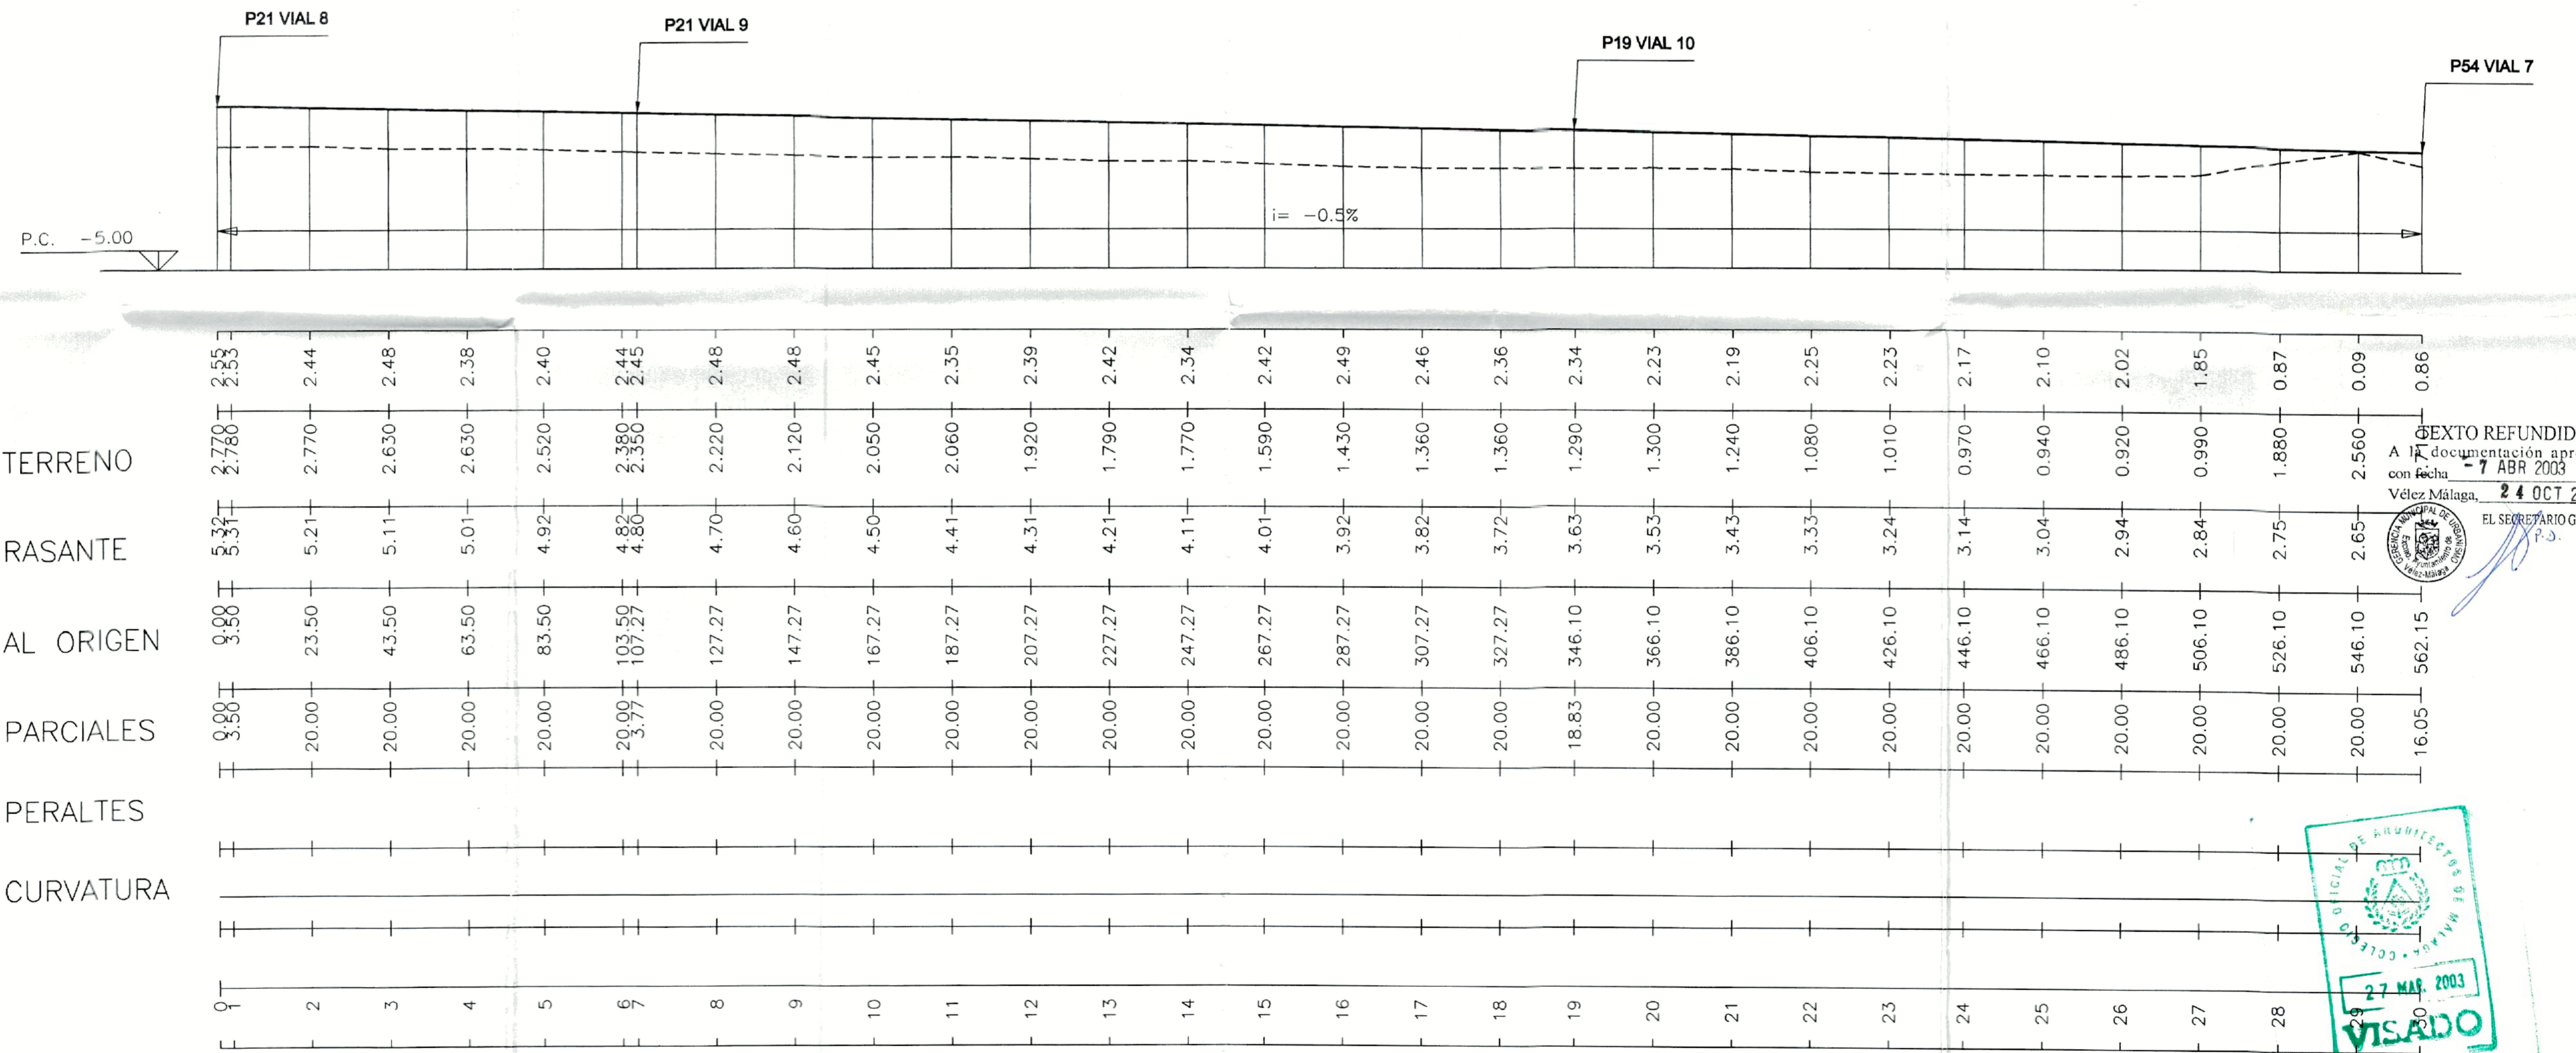 P21 VIAL 8
P21 VIAL 9
P19 VIAL 10
P54 VIAL 7
i= -0.5%
P.C. -5.00
2.55 2.53 2.44 2.48 2.38 2.40 2.44 2.45 2.48 2.48 2.45 2.35 2.39 2.42 2.34 2.42 2.49 2.46 2.36 2.34 2.23 2.19 2.25 2.23 2.17 2.10 2.02 1.85 0.87 0.09 0.86
TERRENO 2.770 2.780 2.770 2.630 2.630 2.520 2.380 2.350 2.220 2.120 2.050 2.060 1.920 1.790 1.770 1.590 1.430 1.360 1.360 1.290 1.300 1.240 1.080 1.010 0.970 0.940 0.920 0.990 1.880 2.560 1.710
RASANTE 5.32 5.31 5.21 5.11 5.01 4.92 4.82 4.80 4.70 4.60 4.50 4.41 4.31 4.21 4.11 4.01 3.92 3.82 3.72 3.63 3.53 3.43 3.33 3.24 3.14 3.04 2.94 2.84 2.75 2.65
AL ORIGEN 0.00 3.50 23.50 43.50 63.50 83.50 103.50 107.27 127.27 147.27 167.27 187.27 207.27 227.27 247.27 267.27 287.27 307.27 327.27 346.10 366.10 386.10 406.10 426.10 446.10 466.10 486.10 506.10 526.10 546.10 562.15
PARCIALES 0.00 3.50 20.00 20.00 20.00 20.00 20.00 3.77 20.00 20.00 20.00 20.00 20.00 20.00 20.00 20.00 20.00 20.00 20.00 18.83 20.00 20.00 20.00 20.00 20.00 20.00 20.00 20.00 20.00 20.00 16.05
PERALTES
CURVATURA
0 1 2 3 4 5 6 7 8 9 10 11 12 13 14 15 16 17 18 19 20 21 22 23 24 25 26 27 28 29 30
TEXTO REFUNDID
A la documentación apr
con fecha -7 ABR 2003
Vélez Málaga, 24 OCT 2
EL SECRETARIO G
P.D.
GERENCIA MUNICIPAL DE URBANISMO
Ayuntamiento de
Vélez-Málaga
COLEGIO OFICIAL DE ARQUITECTOS DE MALAGA
27 MAR. 2003
VISADO